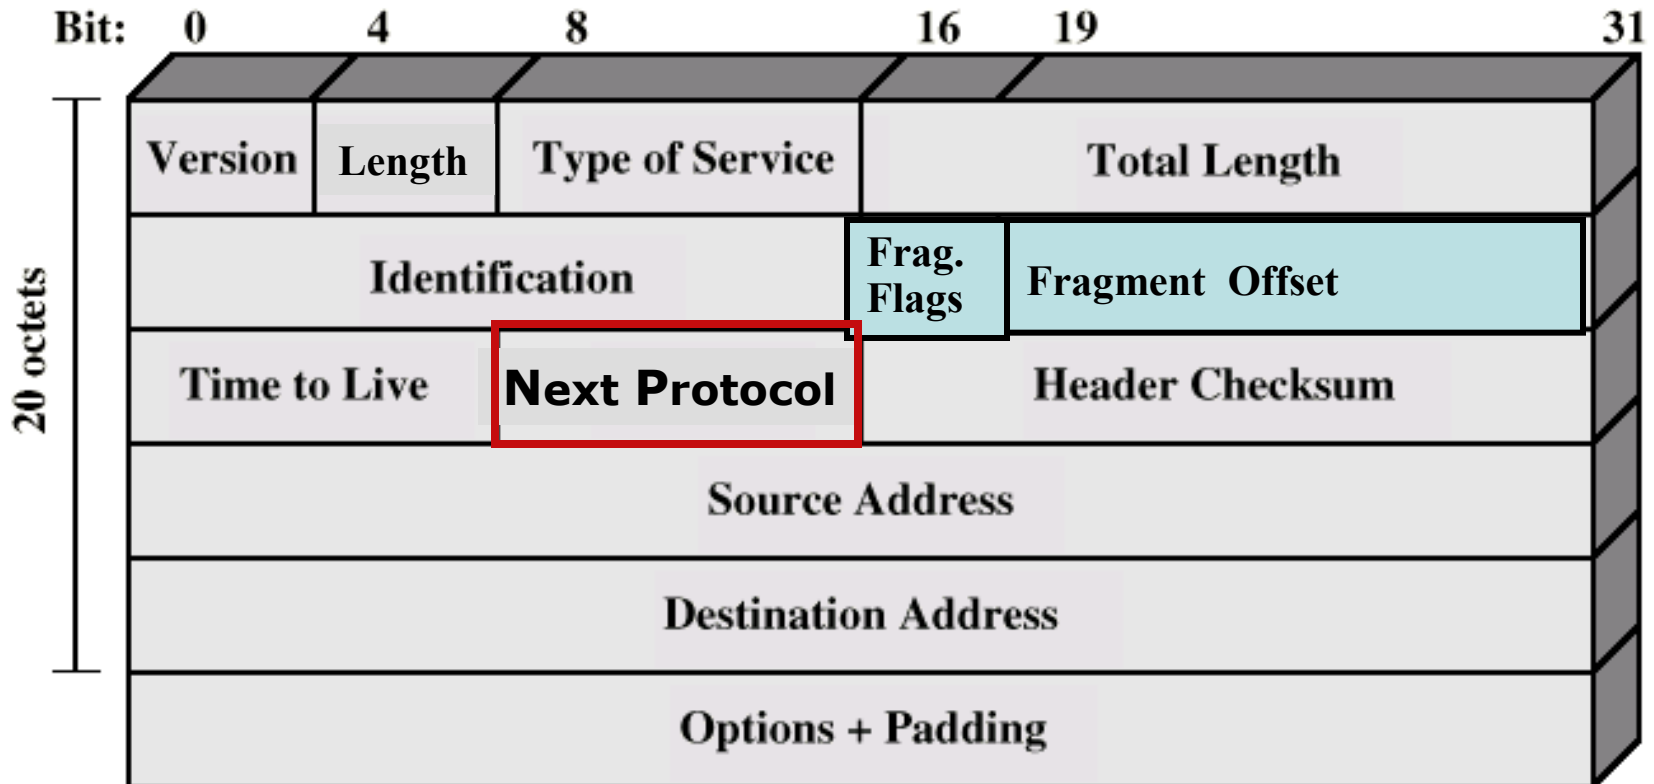 Bit: 0 4 8 16 19 31
Version Length Type of Service Total Length
Identification Frag. Flags Fragment Offset
Time to Live Next Protocol Header Checksum
Source Address
Destination Address
Options + Padding
20 octets